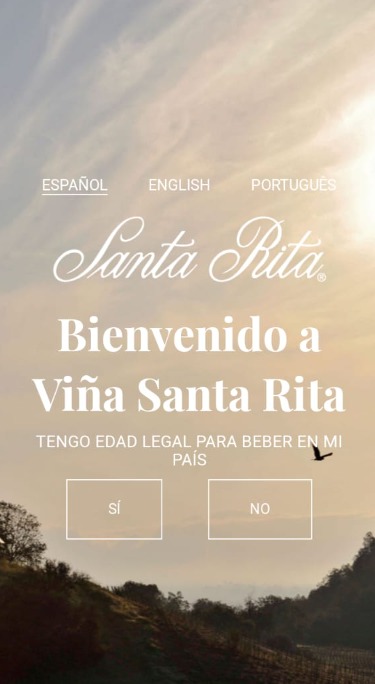 ESPAÑOL ENGLISH PORTUGUÊS
Santa Rita®
Bienvenido a
Viña Santa Rita
TENGO EDAD LEGAL PARA BEBER EN MI
PAÍS
SÍ NO